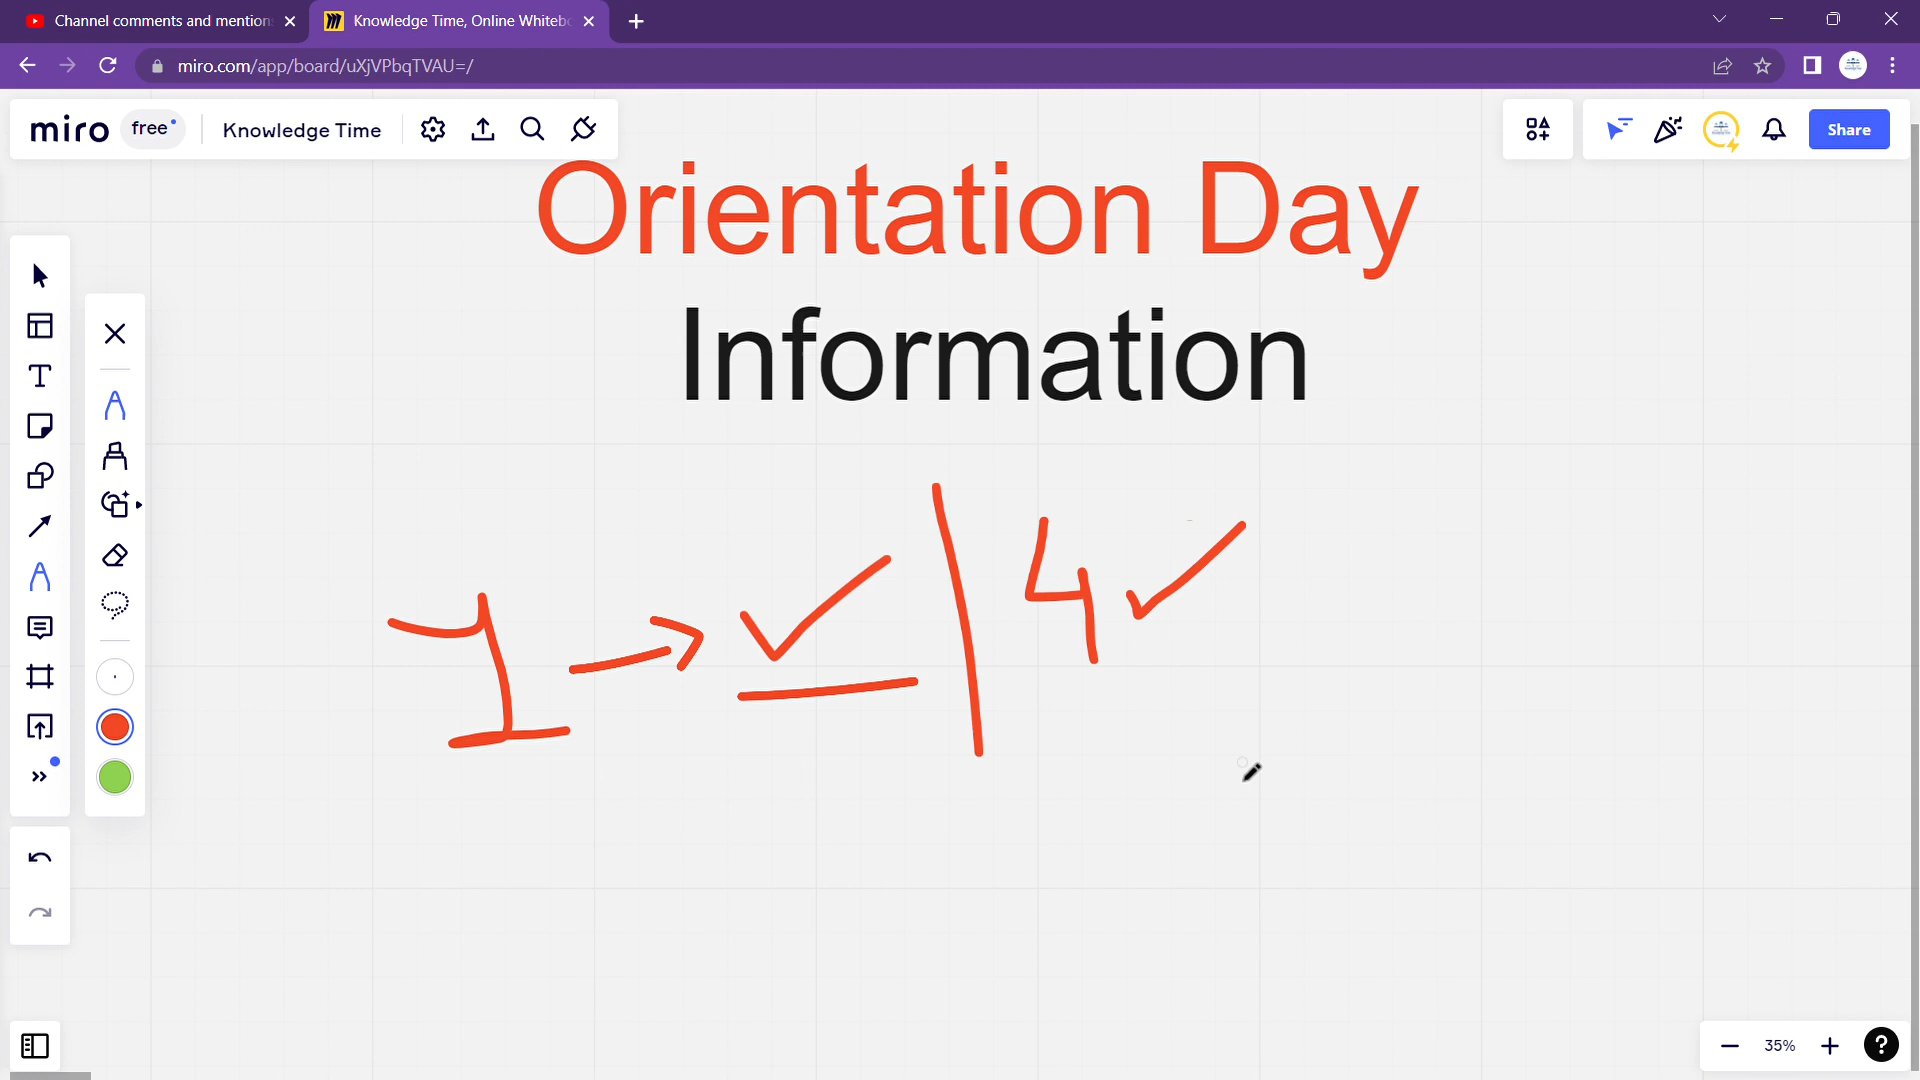 Channel comments and mention
Knowledge Time, Online Whitebo
miro.com/app/board/uXjVPbqTVAU=/
miro free Knowledge Time Share
Orientation Day
Information
1 → ✓ | 4 ✓
35%